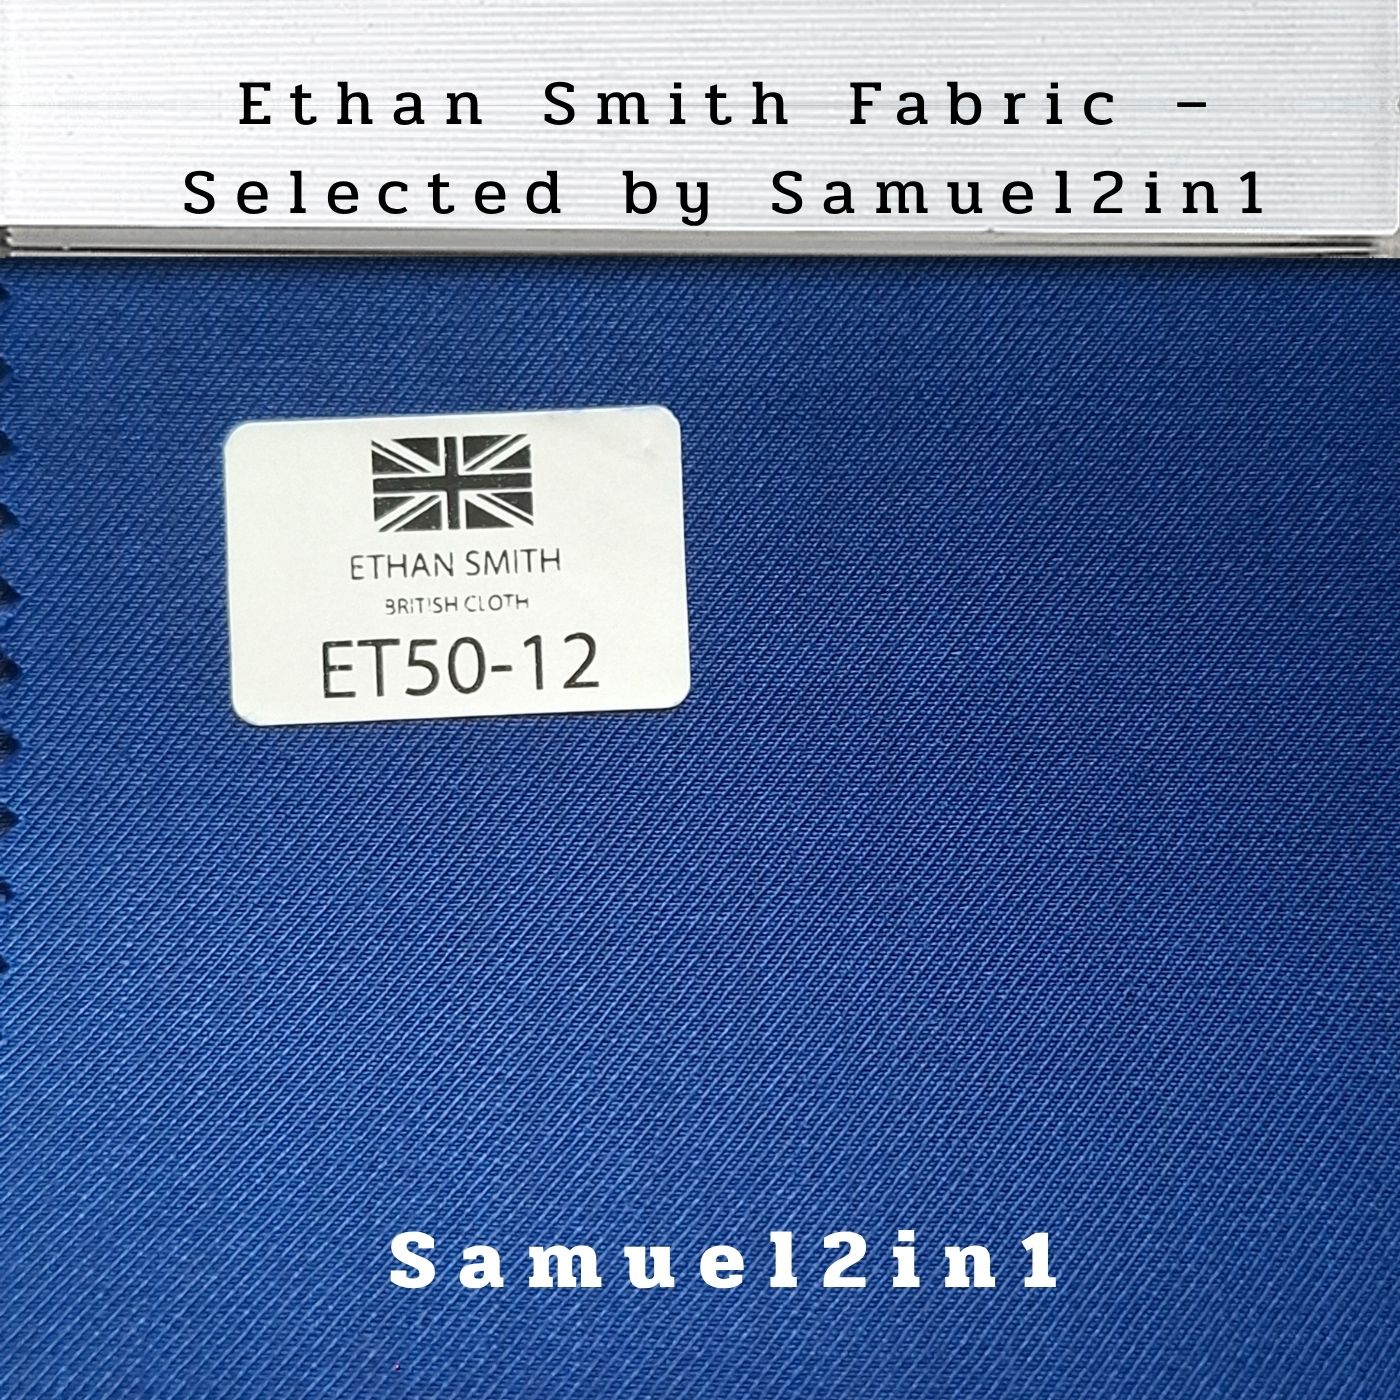 Ethan Smith Fabric -
Selected by Samuel2in1
ETHAN SMITH
BRITISH CLOTH
ET50-12
Samuel2in1